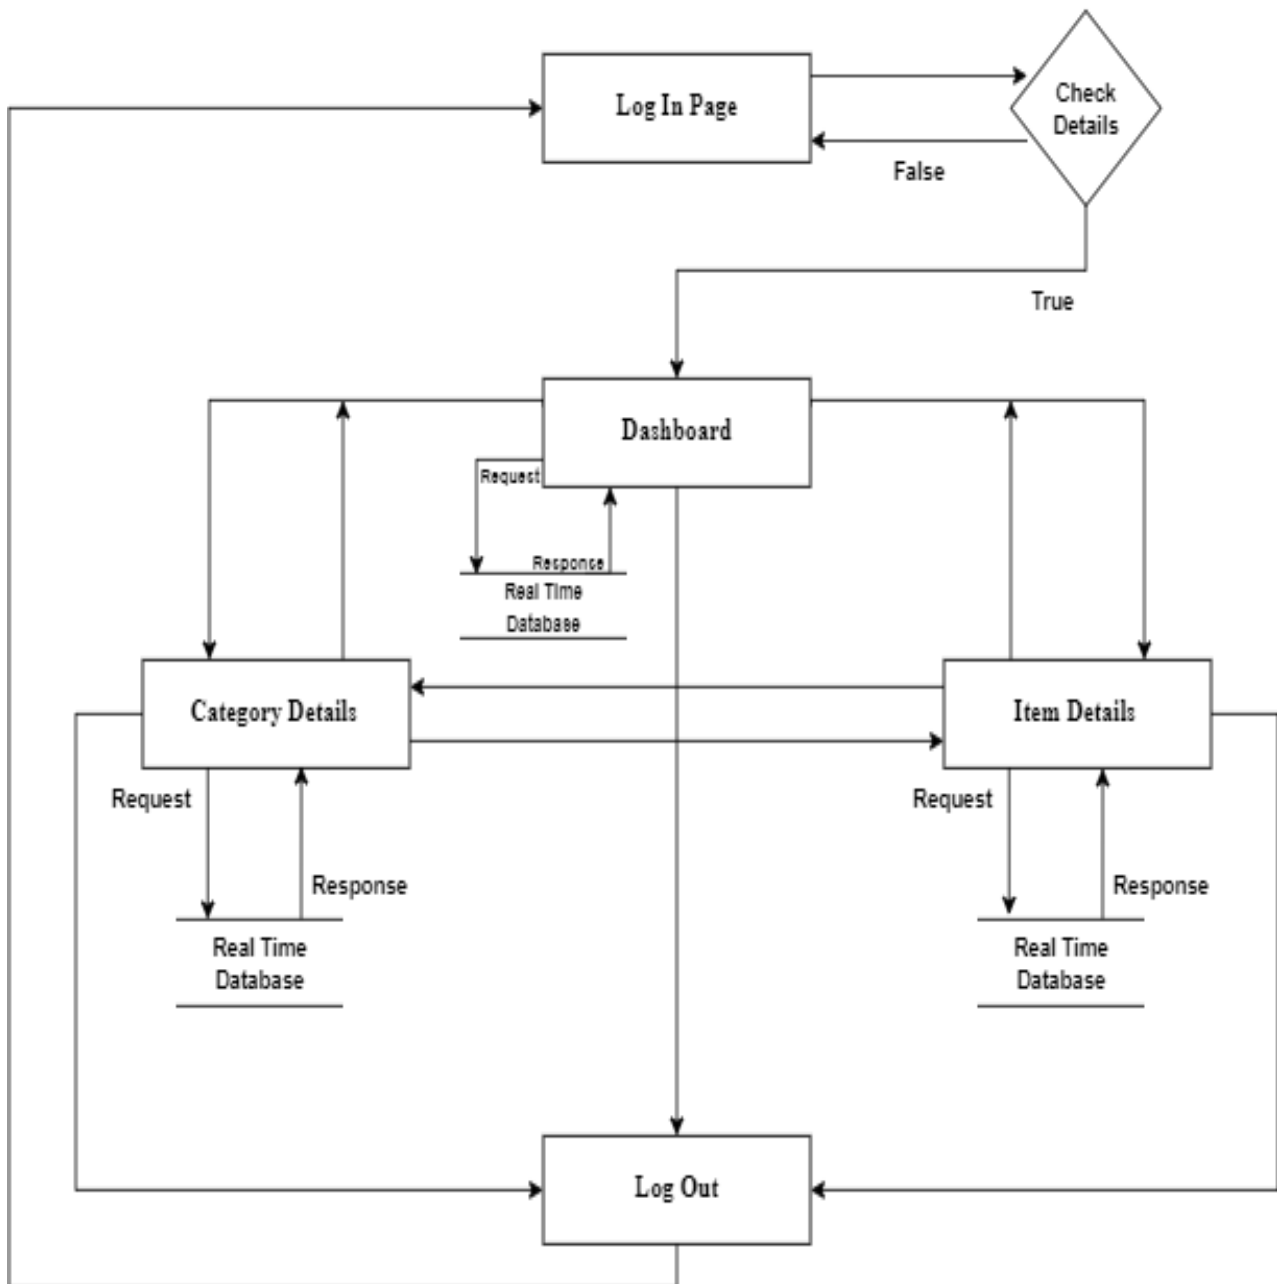 Log In Page
Check
Details
False
True
Dashboard
Request
Response
Real Time
Database
Category Details
Item Details
Request
Request
Response
Response
Real Time
Database
Real Time
Database
Log Out